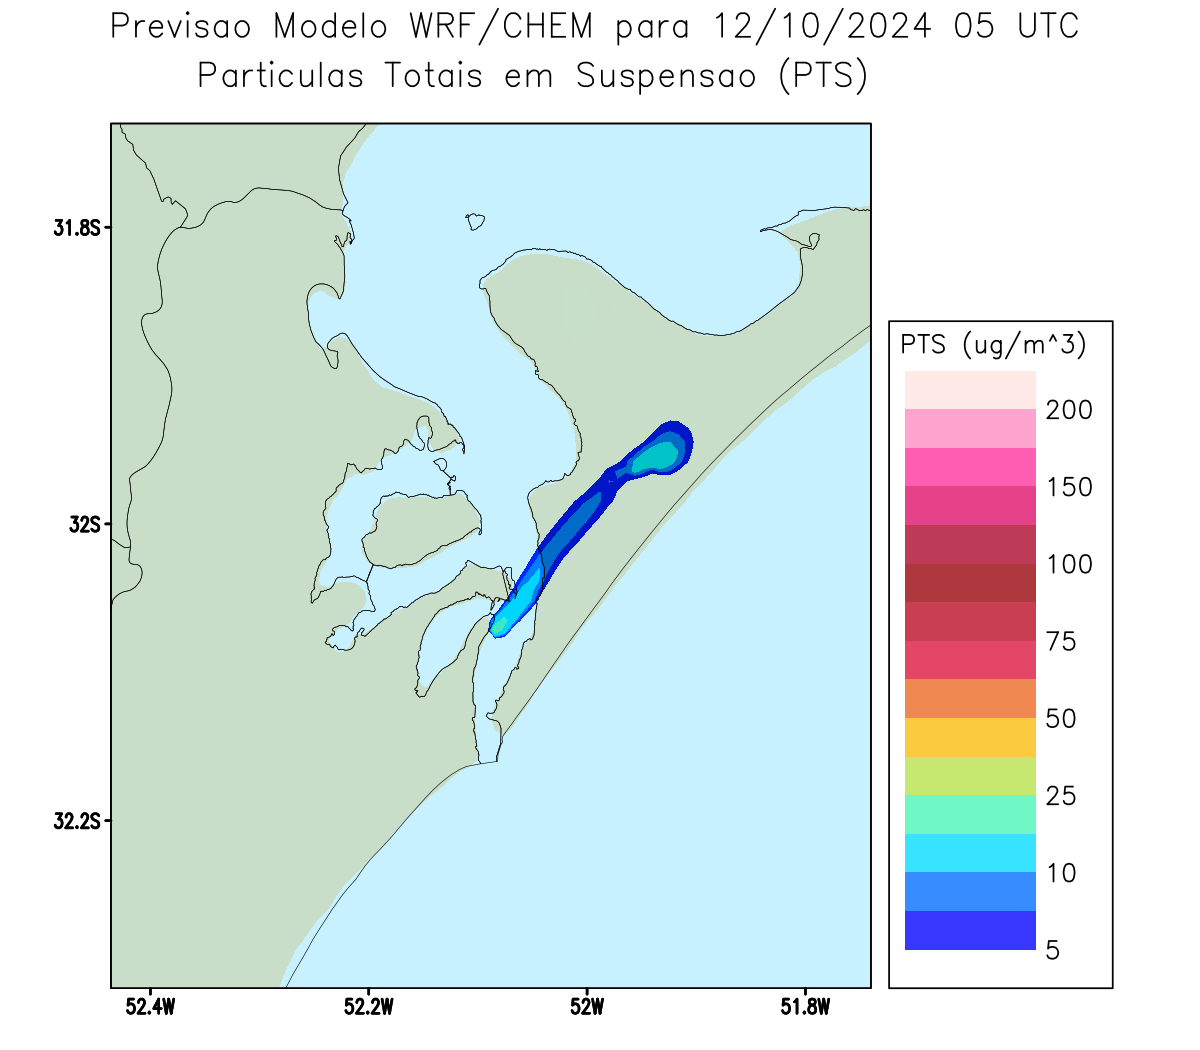 Previsao Modelo WRF/CHEM para 12/10/2024 05 UTC
Particulas Totais em Suspensao (PTS)
31.8S
32S
32.2S
52.4W
52.2W
52W
51.8W
PTS (ug/m^3)
200
150
100
75
50
25
10
5